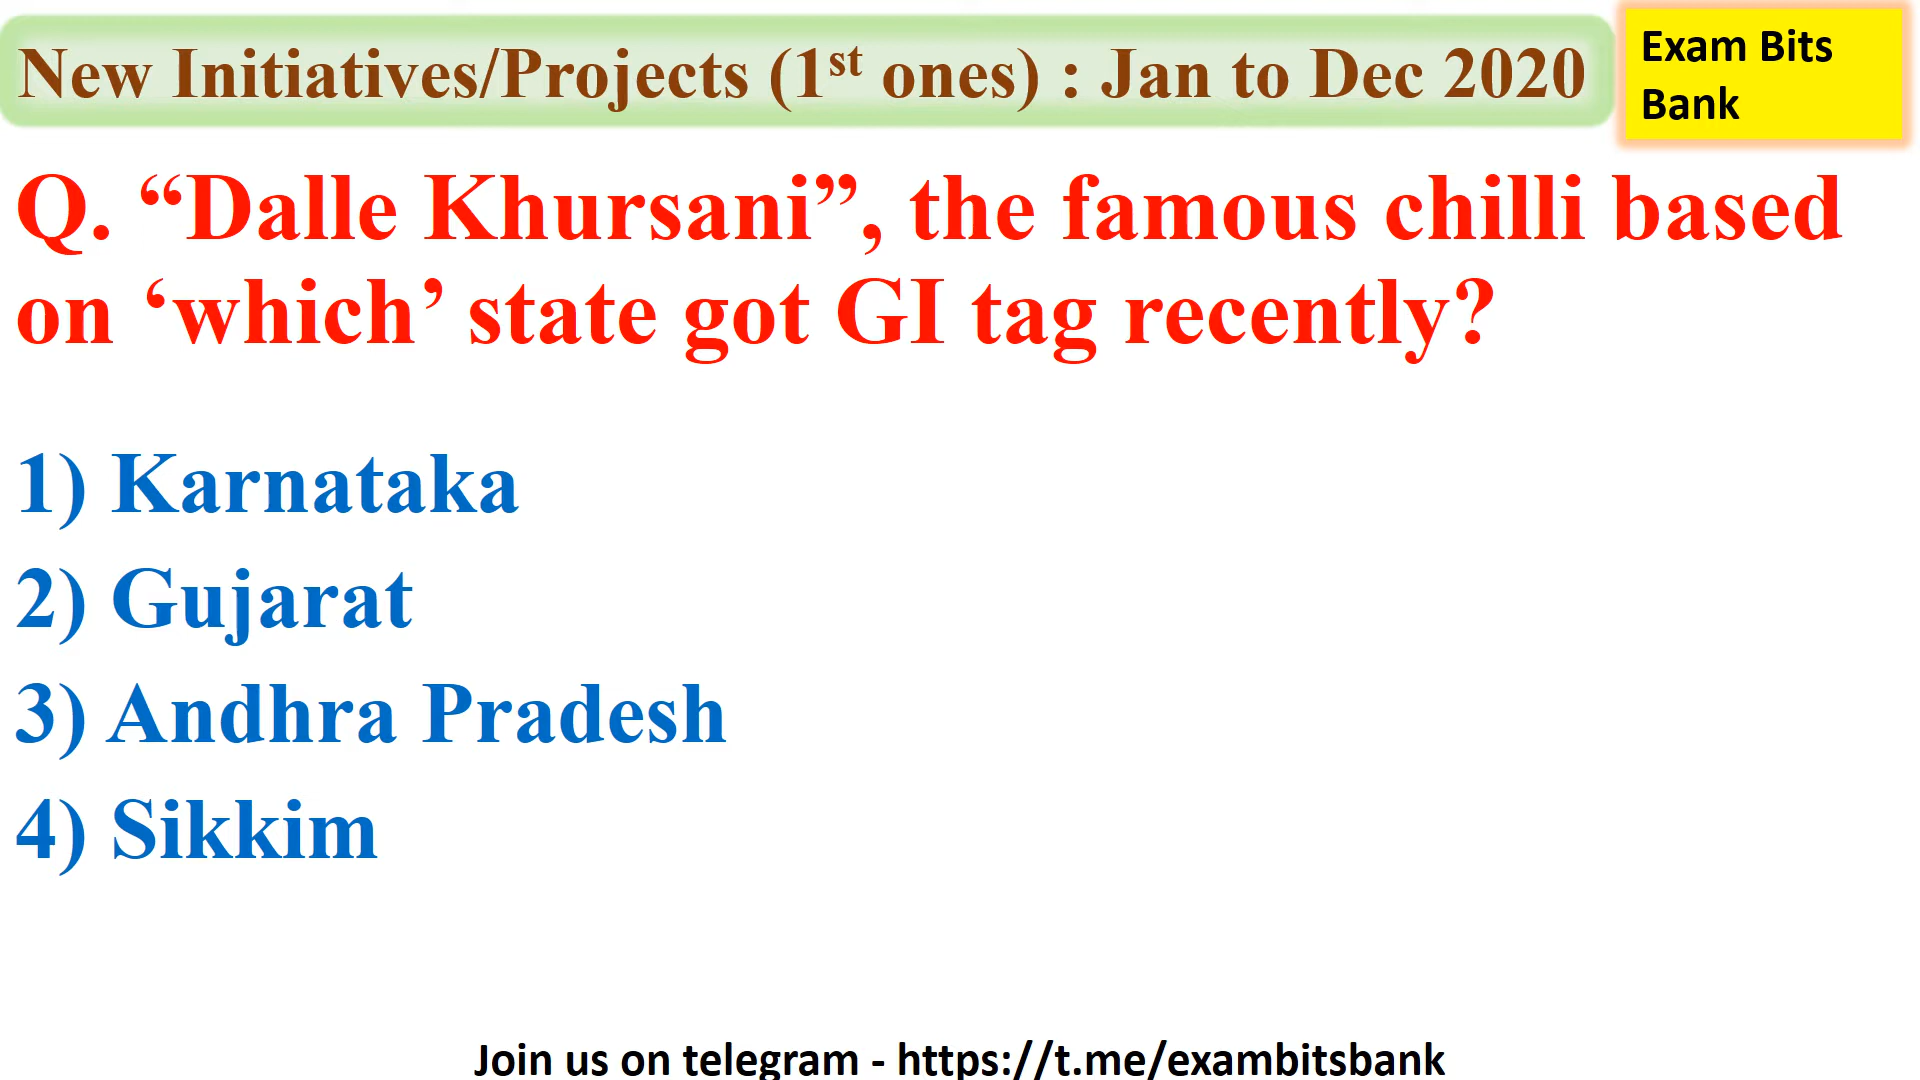 New Initiatives/Projects (1st ones) : Jan to Dec 2020
Exam Bits
Bank
Q. “Dalle Khursani”, the famous chilli based
on ‘which’ state got GI tag recently?
1) Karnataka
2) Gujarat
3) Andhra Pradesh
4) Sikkim
Join us on telegram - https://t.me/exambitsbank